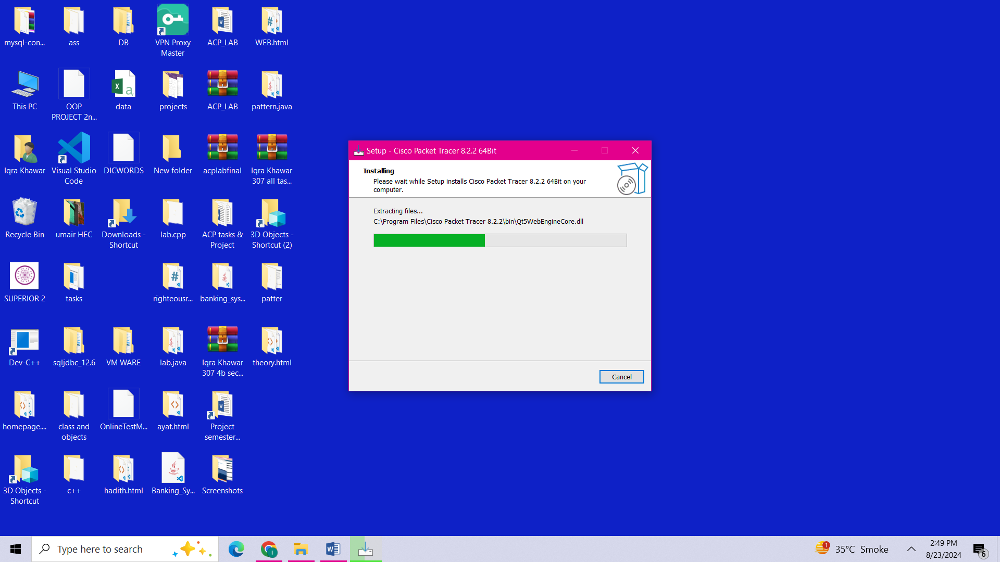 mysql-con...
ass
DB
VPN Proxy
Master
ACP_LAB
WEB.html
This PC
OOP
PROJECT 2n...
data
projects
ACP_LAB
pattern.java
Iqra Khawar
Visual Studio
Code
DICWORDS
New folder
acplabfinal
Iqra Khawar
307 all tas...
Recycle Bin
umair HEC
Downloads -
Shortcut
lab.cpp
ACP tasks &
Project
3D Objects -
Shortcut (2)
SUPERIOR 2
tasks
righteousr...
banking_sys...
patter
Dev-C++
sqljdbc_12.6
VM WARE
lab.java
Iqra Khawar
307 4b sec...
theory.html
homepage....
class and
objects
OnlineTestM...
ayat.html
Project
semester...
3D Objects -
Shortcut
c++
hadith.html
Banking_Sy...
Screenshots
Setup - Cisco Packet Tracer 8.2.2 64Bit
Installing
Please wait while Setup installs Cisco Packet Tracer 8.2.2 64Bit on your
computer.
Extracting files...
C:\Program Files\Cisco Packet Tracer 8.2.2\bin\Qt5WebEngineCore.dll
Cancel
Type here to search
1
35°C Smoke
2:49 PM
8/23/2024
6